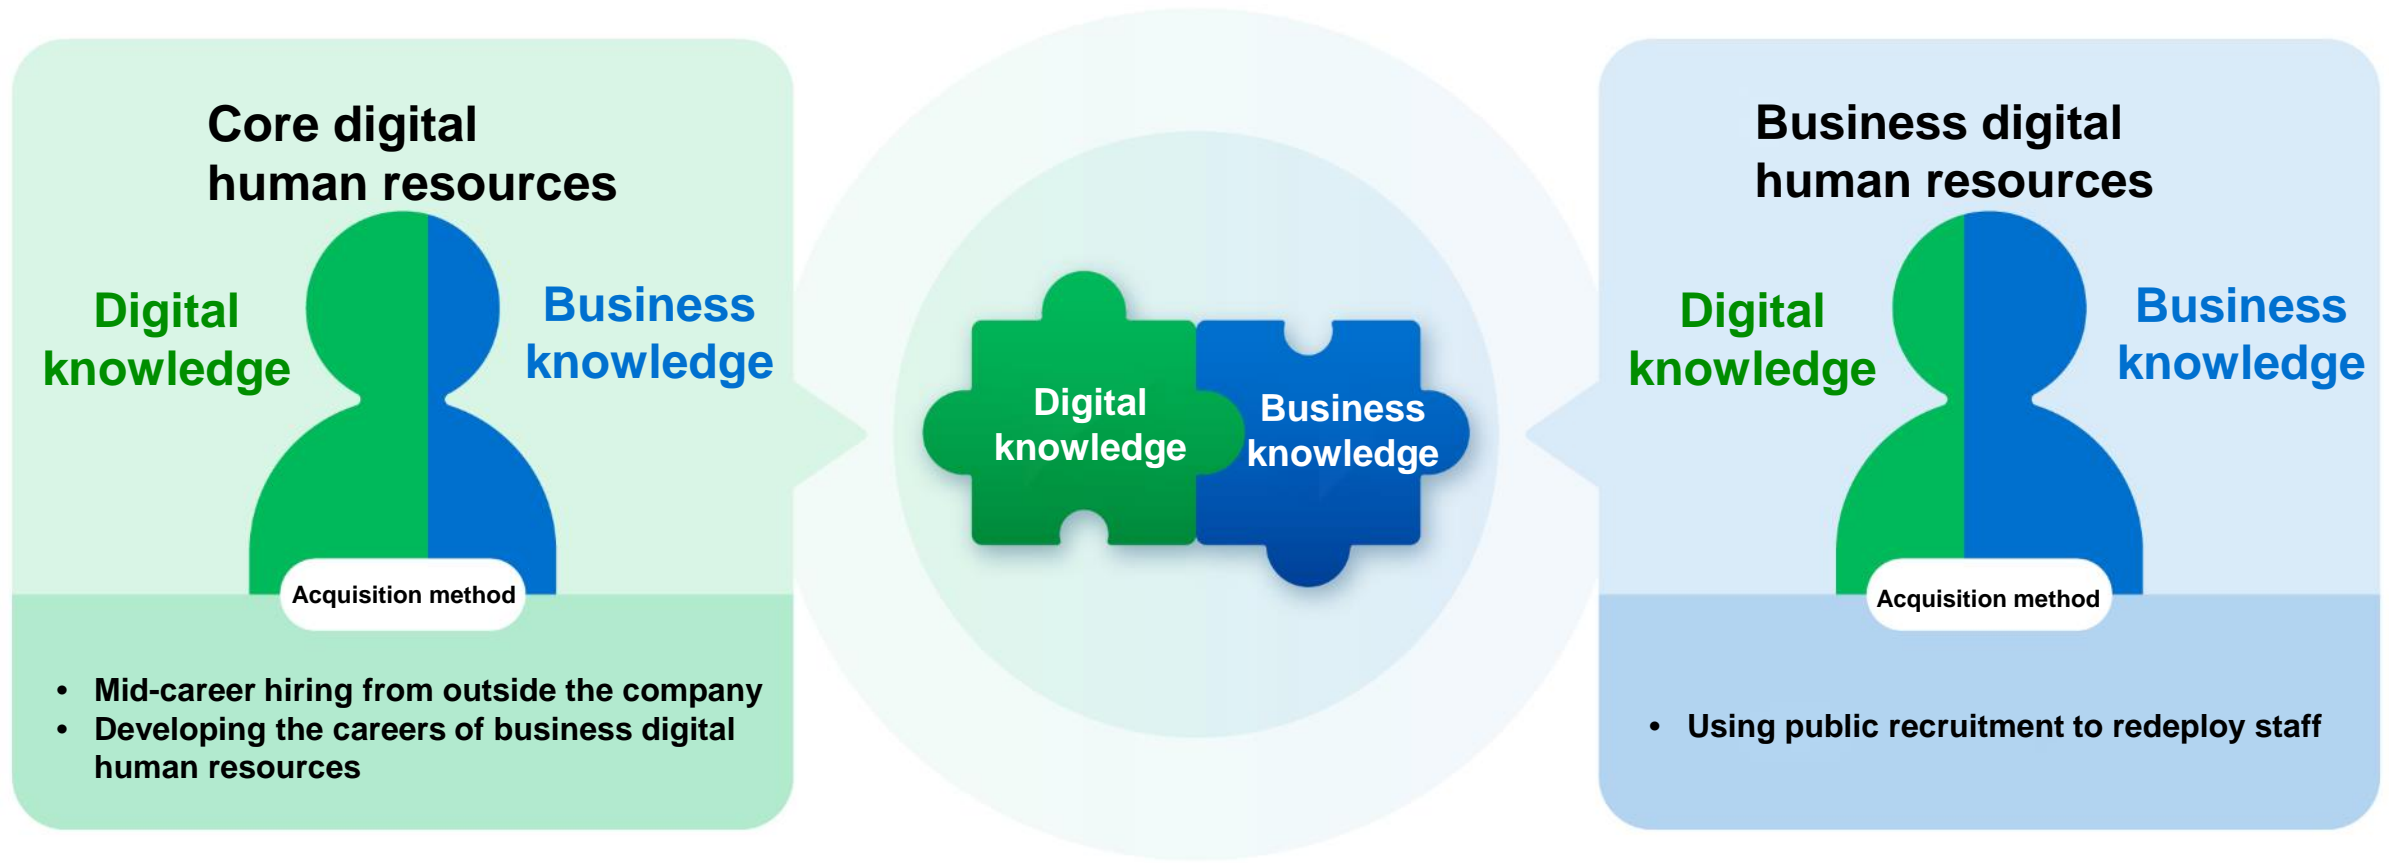 Core digital
human resources
Digital
knowledge
Business
knowledge
Acquisition method
• Mid-career hiring from outside the company
• Developing the careers of business digital
human resources
Digital
knowledge
Business
knowledge
Business digital
human resources
Digital
knowledge
Business
knowledge
Acquisition method
• Using public recruitment to redeploy staff